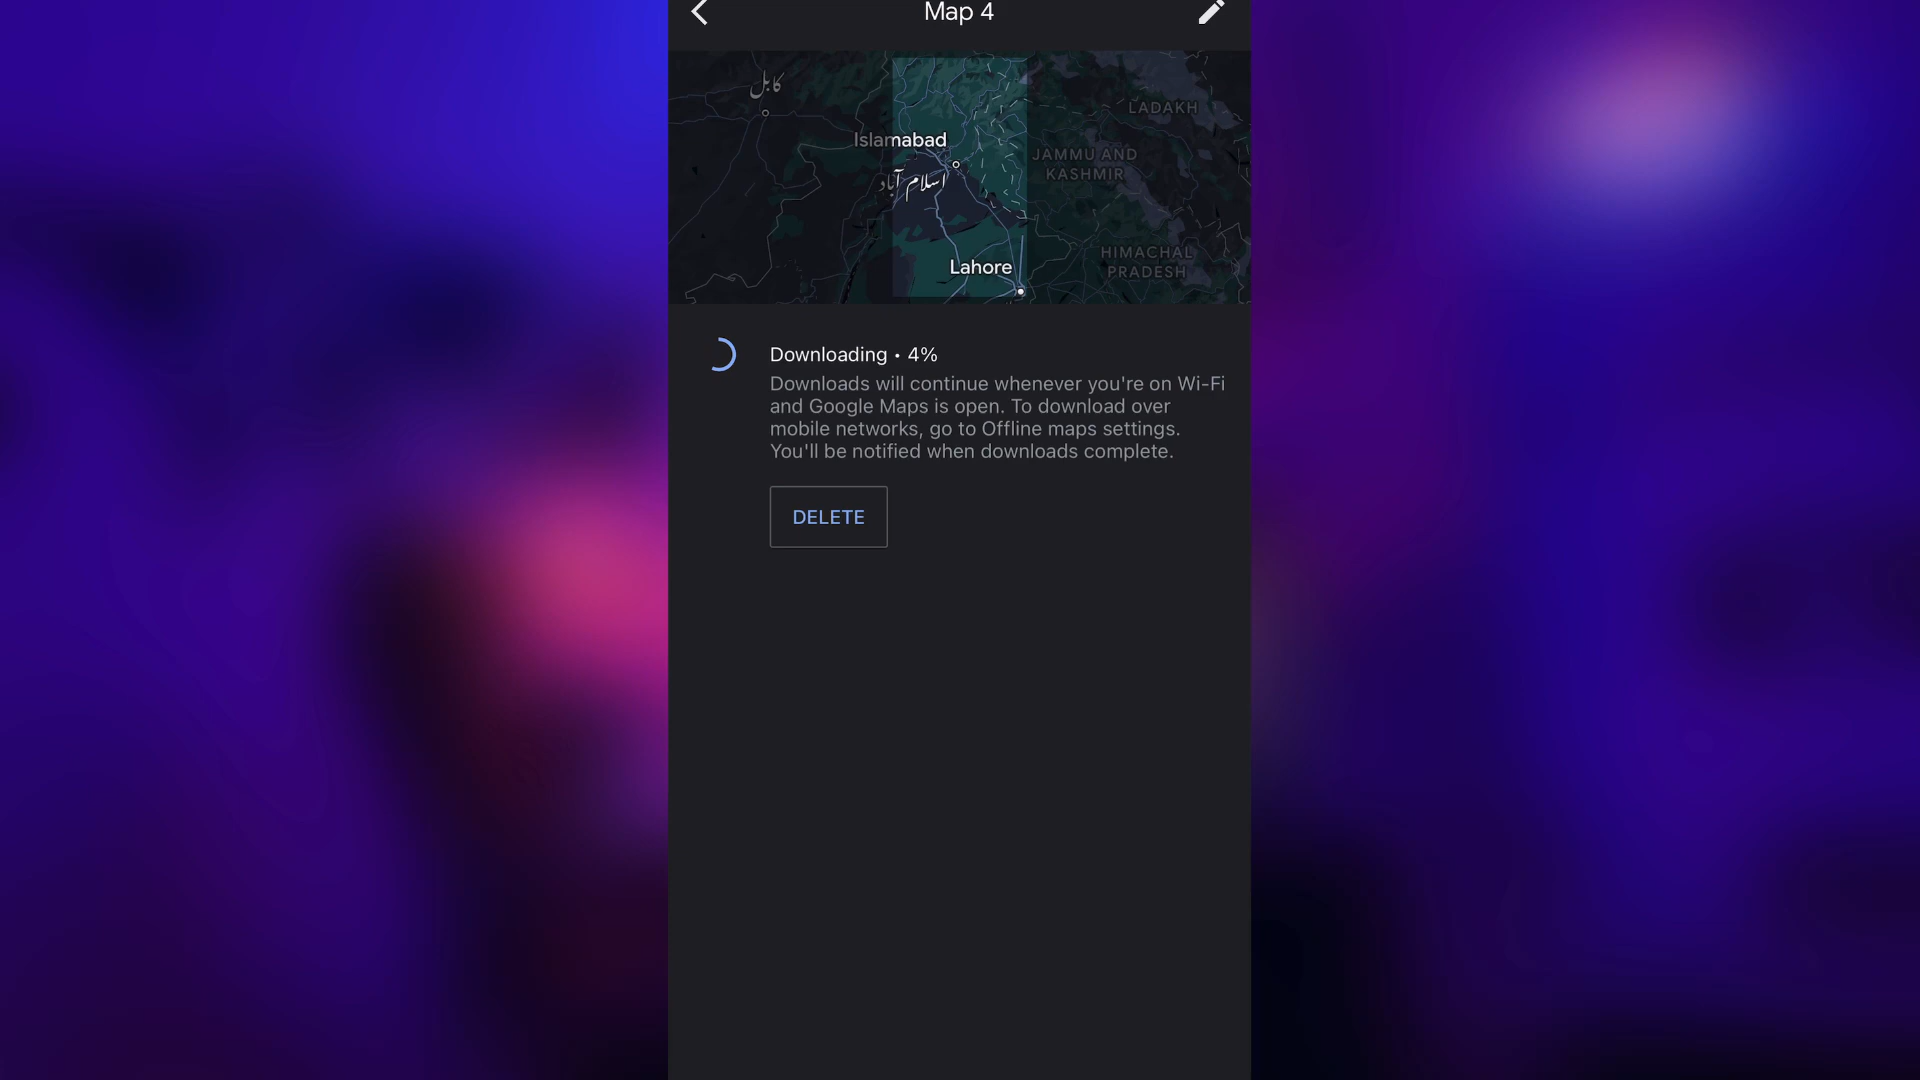 Map 4
کابل
LADAKH
Islamabad
JAMMU AND
KASHMIR
اسلام آباد
HIMACHAL
PRADESH
Lahore
Downloading • 4%
Downloads will continue whenever you're on Wi-Fi
and Google Maps is open. To download over
mobile networks, go to Offline maps settings.
You'll be notified when downloads complete.
DELETE